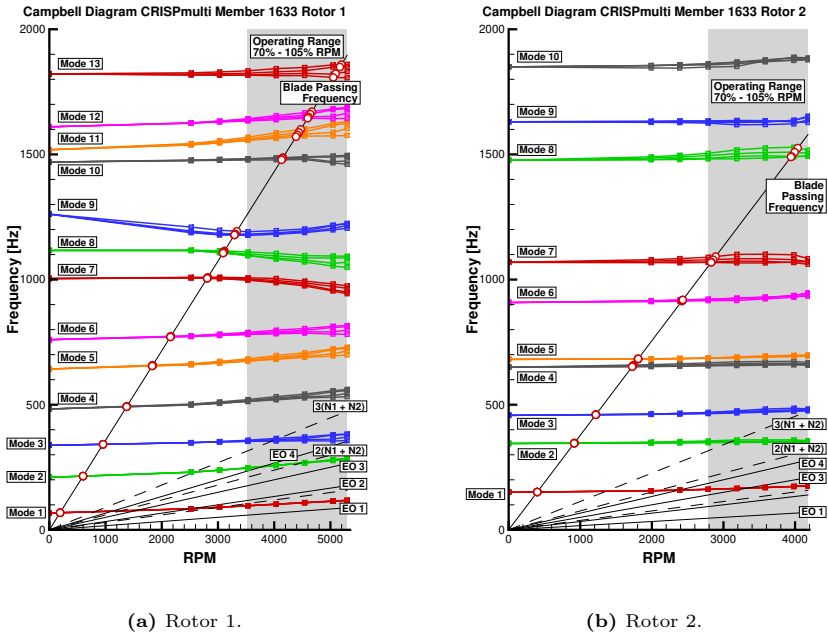 Campbell Diagram CRISPmulti Member 1633 Rotor 1
2000
1500
1000
500
0
Frequency [Hz]
Mode 13
Mode 12
Mode 11
Mode 10
Mode 9
Mode 8
Mode 7
Mode 6
Mode 5
Mode 4
Mode 3
Mode 2
Mode 1
Operating Range
70% - 105% RPM
Blade Passing
Frequency
3(N1 + N2)
2(N1 + N2)
EO 4
EO 3
EO 2
EO 1
0
1000
2000
3000
4000
5000
RPM
(a) Rotor 1.
Campbell Diagram CRISPmulti Member 1633 Rotor 2
2000
1500
1000
500
0
Frequency [Hz]
Mode 10
Mode 9
Mode 8
Mode 7
Mode 6
Mode 5
Mode 4
Mode 3
Mode 2
Mode 1
Operating Range
70% - 105% RPM
Blade
Passing
Frequency
3(N1 + N2)
2(N1 + N2)
EO 4
EO 3
EO 1
0
1000
2000
3000
4000
RPM
(b) Rotor 2.